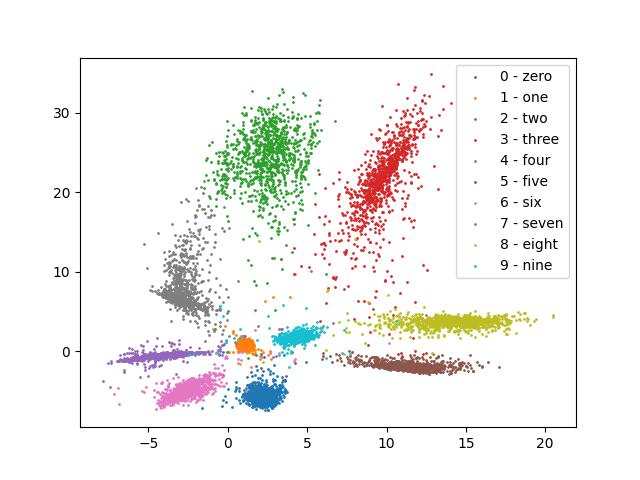 0 - zero
1 - one
2 - two
3 - three
4 - four
5 - five
6 - six
7 - seven
8 - eight
9 - nine
30
20
10
0
−5
0
5
10
15
20